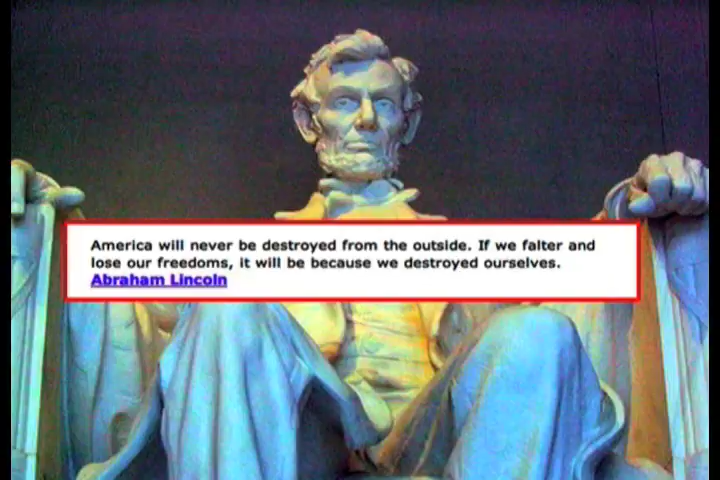 America will never be destroyed from the outside. If we falter and
lose our freedoms, it will be because we destroyed ourselves.
Abraham Lincoln